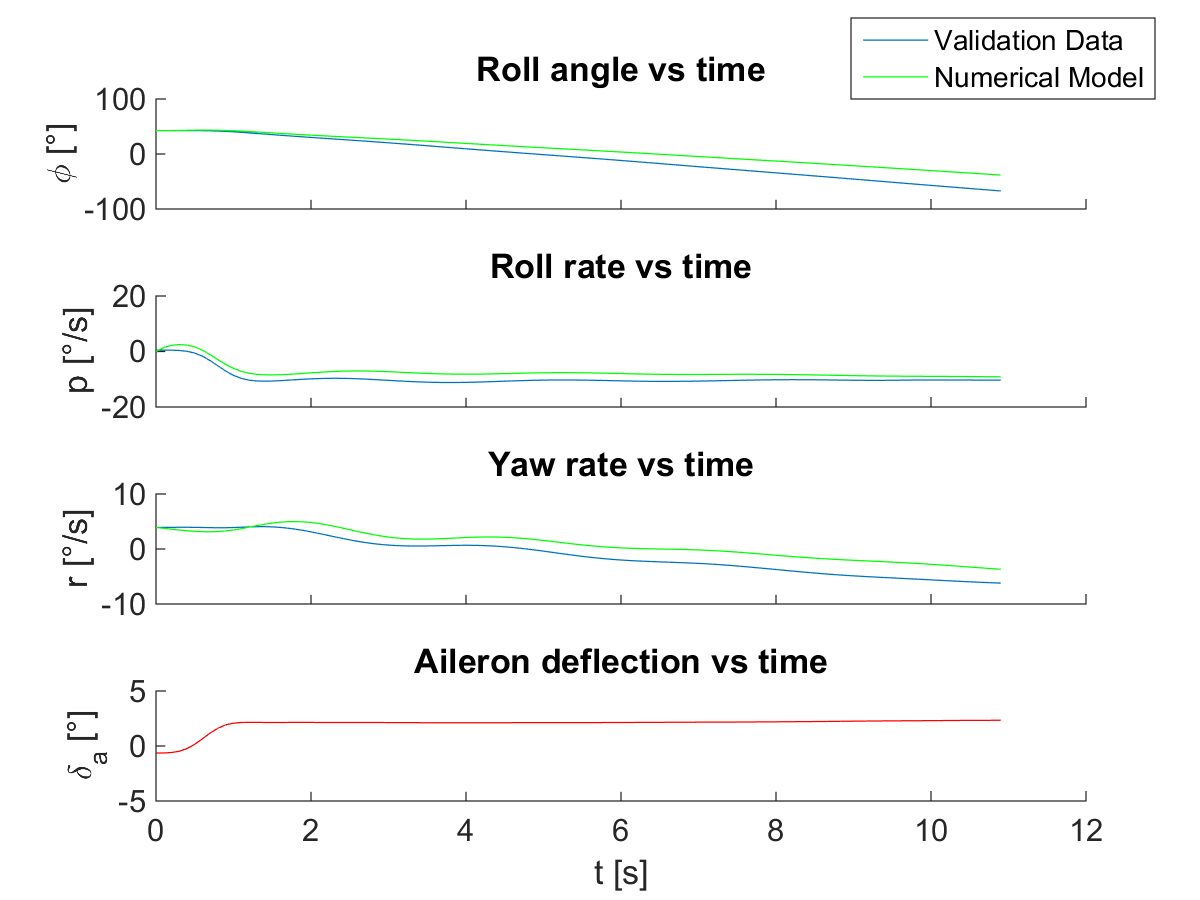 Validation Data
Numerical Model
Roll angle vs time
100
0
-100
ϕ [°]
Roll rate vs time
20
0
-20
p [°/s]
Yaw rate vs time
10
0
-10
r [°/s]
Aileron deflection vs time
5
0
-5
δa [°]
0 2 4 6 8 10 12
t [s]